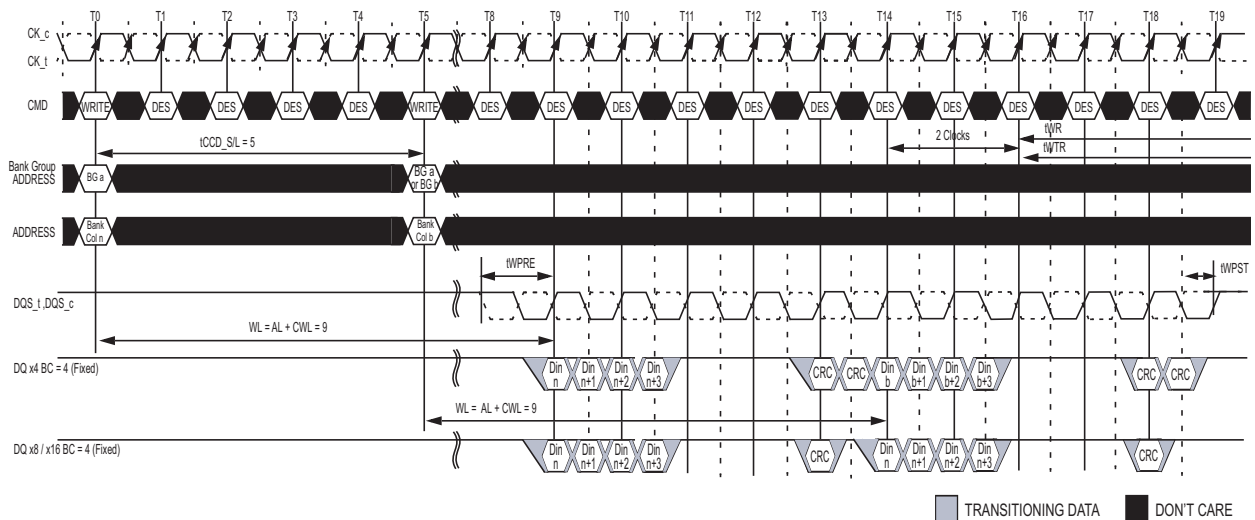 T0 T1 T2 T3 T4 T5 T8 T9 T10 T11 T12 T13 T14 T15 T16 T17 T18 T19
CK_c
CK_t
CMD WRITE DES DES DES DES WRITE DES DES DES DES DES DES DES DES DES DES DES DES
tCCD_S/L = 5
2 Clocks
tWR
tWTR
Bank Group
ADDRESS
BG a
BG a
or BG b
ADDRESS
Bank
Col n
Bank
Col b
tWPRE
tWPST
DQS_t ,DQS_c
WL = AL + CWL = 9
DQ x4 BC = 4 (Fixed)
Din
n
Din
n+1
Din
n+2
Din
n+3
CRC
CRC
Din
b
Din
b+1
Din
b+2
Din
b+3
CRC
CRC
WL = AL + CWL = 9
DQ x8 / x16 BC = 4 (Fixed)
Din
n
Din
n+1
Din
n+2
Din
n+3
CRC
Din
n
Din
n+1
Din
n+2
Din
n+3
CRC
TRANSITIONING DATA
DON'T CARE